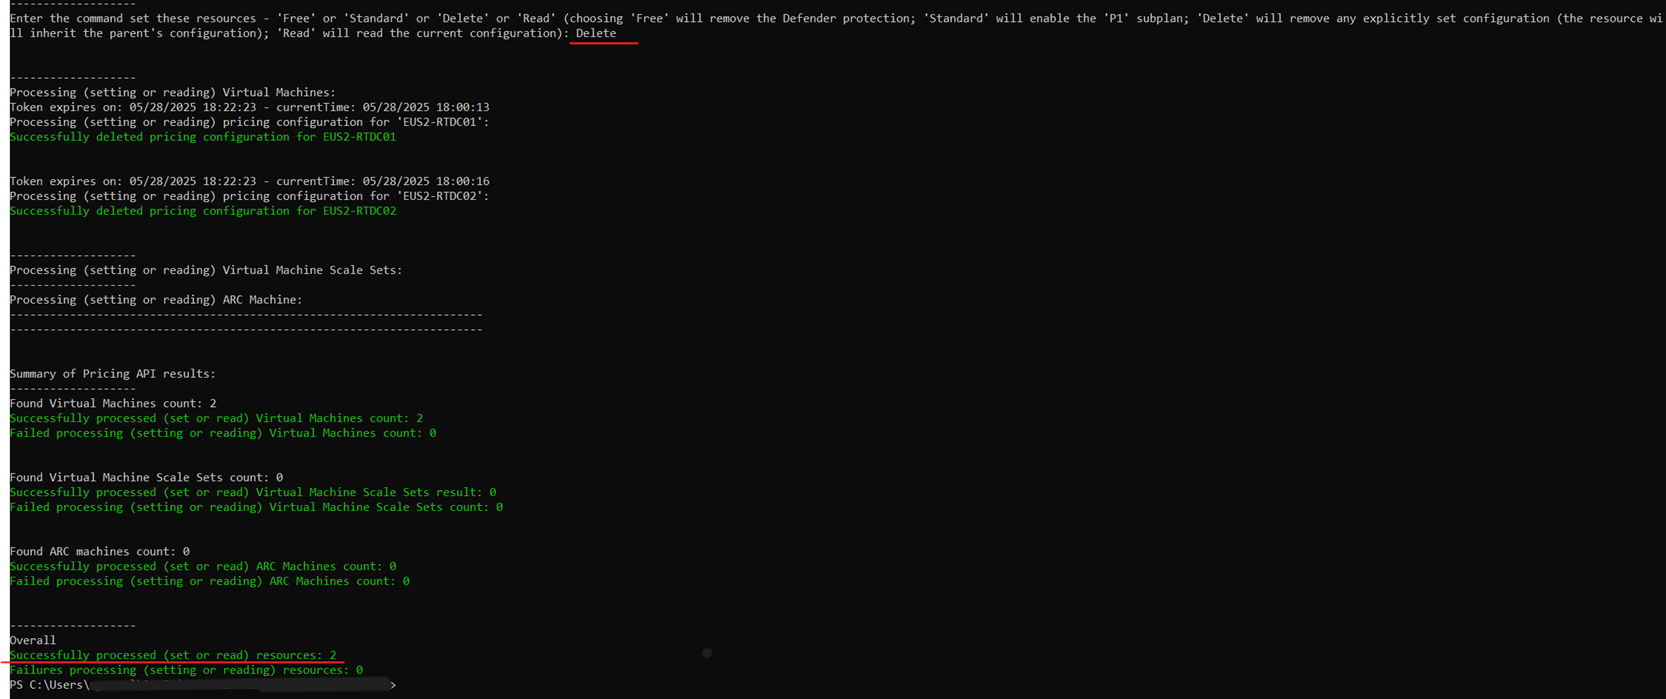 -------------------
Enter the command set these resources - 'Free' or 'Standard' or 'Delete' or 'Read' (choosing 'Free' will remove the Defender protection; 'Standard' will enable the 'P1' subplan; 'Delete' will remove any explicitly set configuration (the resource wi
ll inherit the parent's configuration); 'Read' will read the current configuration): Delete
-------------------
Processing (setting or reading) Virtual Machines:
Token expires on: 05/28/2025 18:22:23 - currentTime: 05/28/2025 18:00:13
Processing (setting or reading) pricing configuration for 'EUS2-RTDC01':
Successfully deleted pricing configuration for EUS2-RTDC01
Token expires on: 05/28/2025 18:22:23 - currentTime: 05/28/2025 18:00:16
Processing (setting or reading) pricing configuration for 'EUS2-RTDC02':
Successfully deleted pricing configuration for EUS2-RTDC02
-------------------
Processing (setting or reading) Virtual Machine Scale Sets:
-------------------
Processing (setting or reading) ARC Machine:
-----------------------------------------------------------------------
-----------------------------------------------------------------------
Summary of Pricing API results:
-------------------
Found Virtual Machines count: 2
Successfully processed (set or read) Virtual Machines count: 2
Failed processing (setting or reading) Virtual Machines count: 0
Found Virtual Machine Scale Sets count: 0
Successfully processed (set or read) Virtual Machine Scale Sets result: 0
Failed processing (setting or reading) Virtual Machine Scale Sets count: 0
Found ARC machines count: 0
Successfully processed (set or read) ARC Machines count: 0
Failed processing (setting or reading) ARC Machines count: 0
-------------------
Overall
Successfully processed (set or read) resources: 2
Failures processing (setting or reading) resources: 0
PS C:\Users\ >